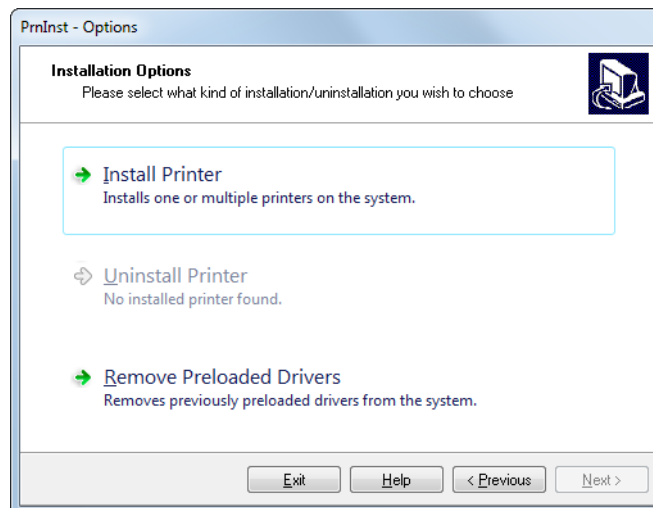 PrnInst - Options
Installation Options
Please select what kind of installation/uninstallation you wish to choose
Install Printer
Installs one or multiple printers on the system.
Uninstall Printer
No installed printer found.
Remove Preloaded Drivers
Removes previously preloaded drivers from the system.
Exit Help < Previous Next >